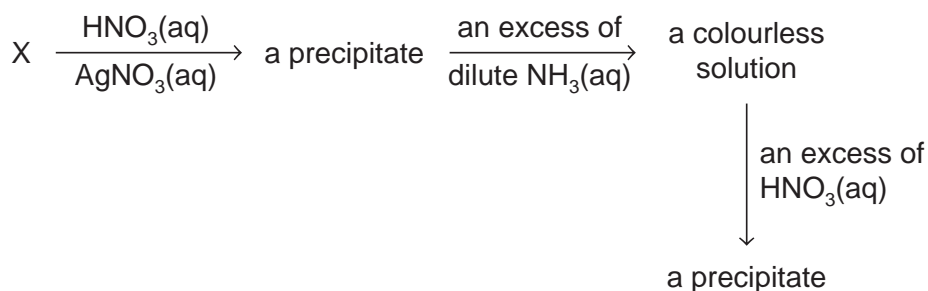 X
HNO₃(aq)
AgNO₃(aq)
a precipitate
an excess of
dilute NH₃(aq)
a colourless
solution
an excess of
HNO₃(aq)
a precipitate